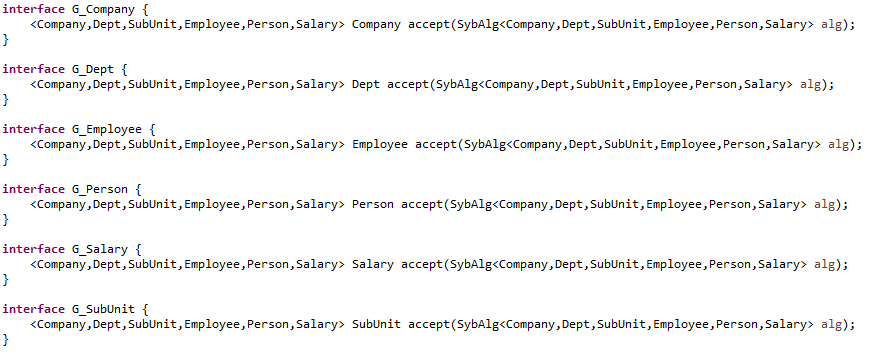 interface G_Company {
    <Company,Dept,SubUnit,Employee,Person,Salary> Company accept(SybAlg<Company,Dept,SubUnit,Employee,Person,Salary> alg);
}

interface G_Dept {
    <Company,Dept,SubUnit,Employee,Person,Salary> Dept accept(SybAlg<Company,Dept,SubUnit,Employee,Person,Salary> alg);
}

interface G_Employee {
    <Company,Dept,SubUnit,Employee,Person,Salary> Employee accept(SybAlg<Company,Dept,SubUnit,Employee,Person,Salary> alg);
}

interface G_Person {
    <Company,Dept,SubUnit,Employee,Person,Salary> Person accept(SybAlg<Company,Dept,SubUnit,Employee,Person,Salary> alg);
}

interface G_Salary {
    <Company,Dept,SubUnit,Employee,Person,Salary> Salary accept(SybAlg<Company,Dept,SubUnit,Employee,Person,Salary> alg);
}

interface G_SubUnit {
    <Company,Dept,SubUnit,Employee,Person,Salary> SubUnit accept(SybAlg<Company,Dept,SubUnit,Employee,Person,Salary> alg);
}